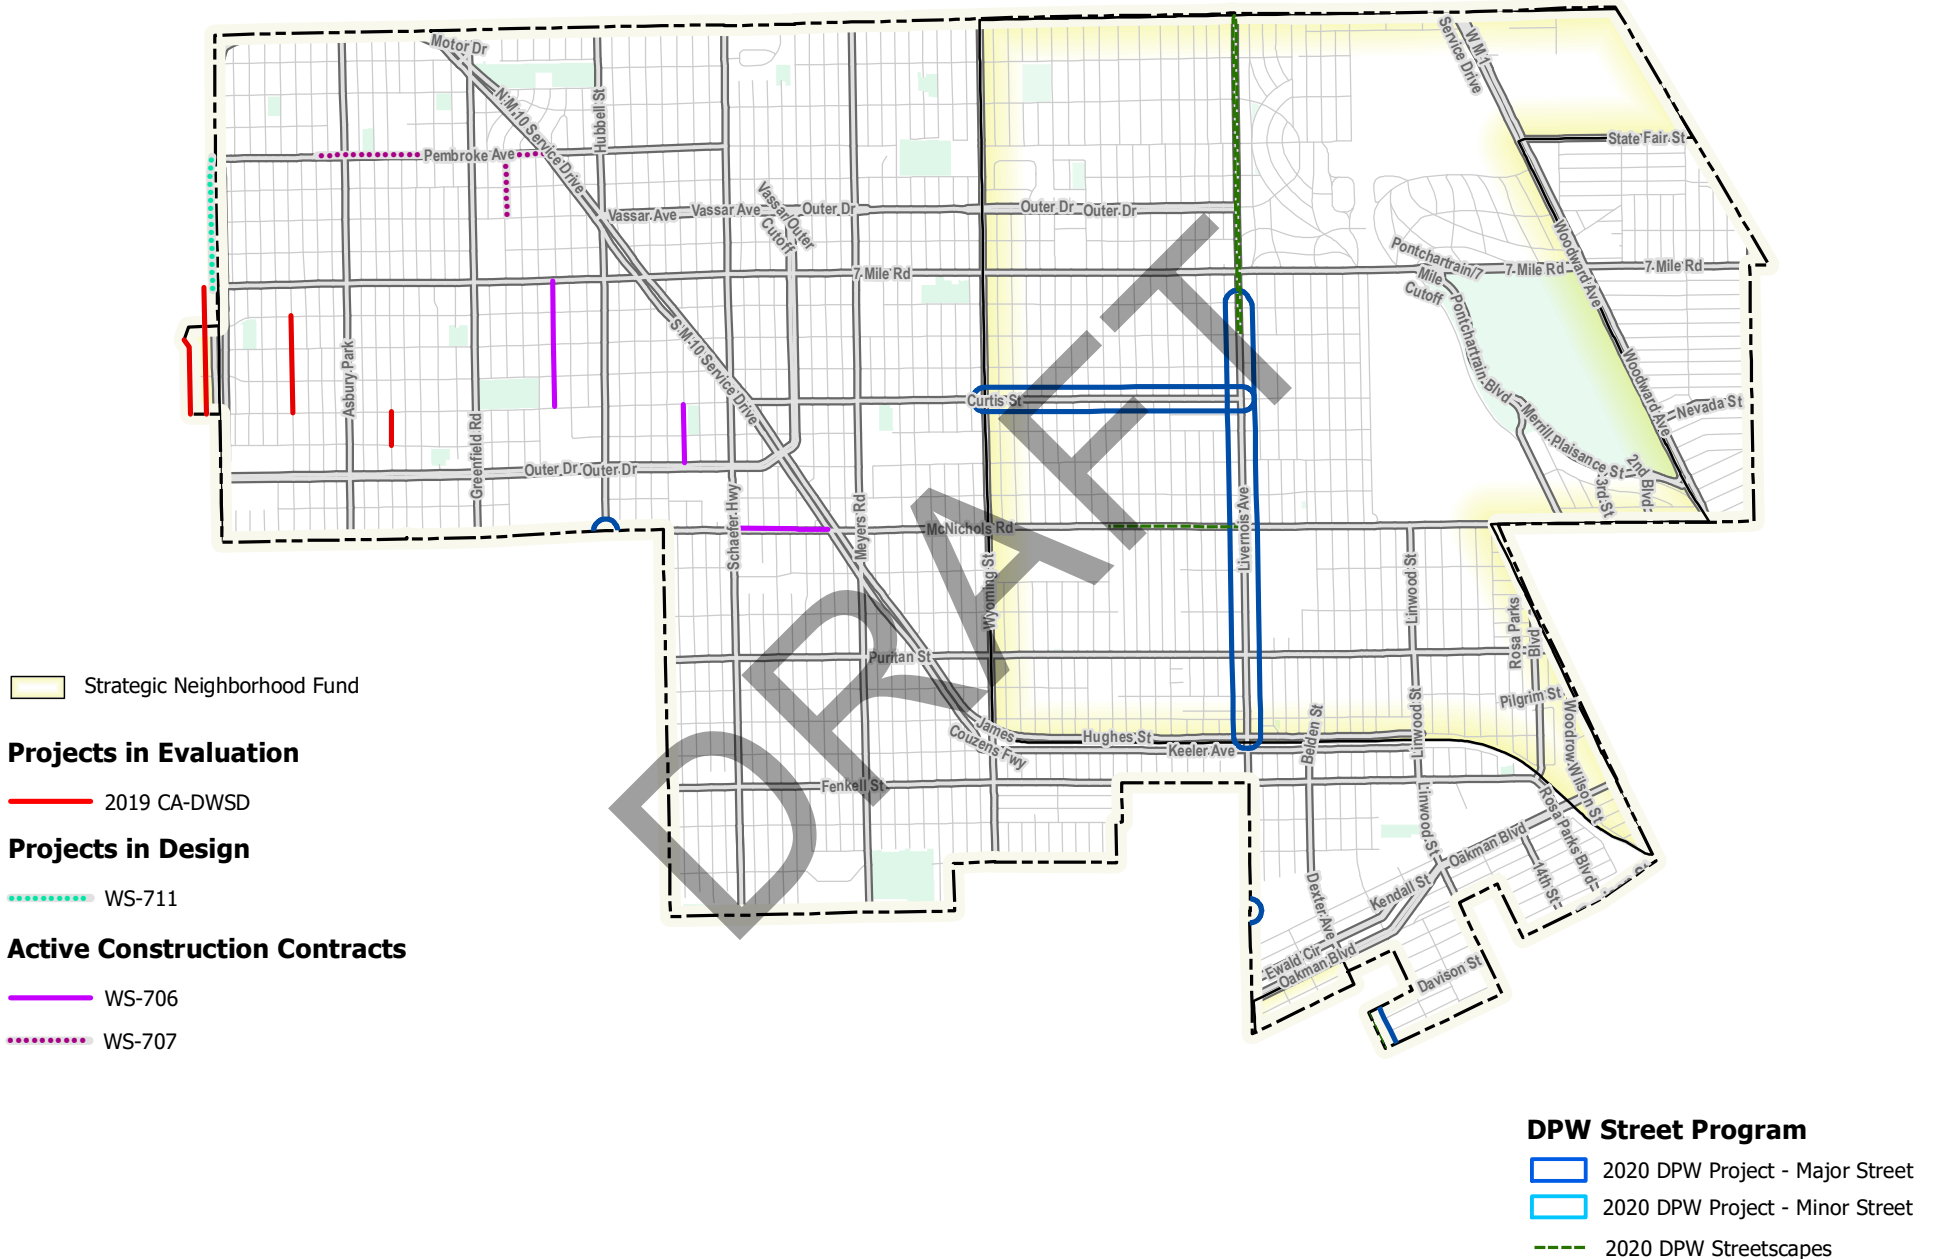 Motor Dr
N M 10 Service Drive
Hubbell St
Service Drive
W M 1
State Fair St
Pembroke Ave
Vassar Ave
Vassar Ave
Vassar/Outer
Cutoff
Outer Dr
Outer Dr
Outer Dr
7 Mile Rd
Pontchartrain/7
Mile
Cutoff
7 Mile Rd
7 Mile Rd
Woodward Ave
Pontchartrain Blvd
Woodward Ave
Nevada St
Merrill Plaisance St
2nd
Blvd
3rd St
Asbury Park
S M 10 Service Drive
Curtis St
Greenfield Rd
Outer Dr
Outer Dr
Schaefer Hwy
Meyers Rd
McNichols Rd
Wyoming St
Livernois Ave
Linwood St
Rosa Parks
Blvd
Puritan St
Pilgrim St
Linwood St
Woodrow Wilson St
James
Couzens Fwy
Hughes St
Keeler Ave
Belden St
Fenkell St
Linwood St
Rosa Parks Blvd
Oakman Blvd
14th St
Kendall St
Dexter Ave
Ewald Cir
Oakman Blvd
Davison St
DRAFT
Strategic Neighborhood Fund
Projects in Evaluation
2019 CA-DWSD
Projects in Design
WS-711
Active Construction Contracts
WS-706
WS-707
DPW Street Program
2020 DPW Project - Major Street
2020 DPW Project - Minor Street
2020 DPW Streetscapes